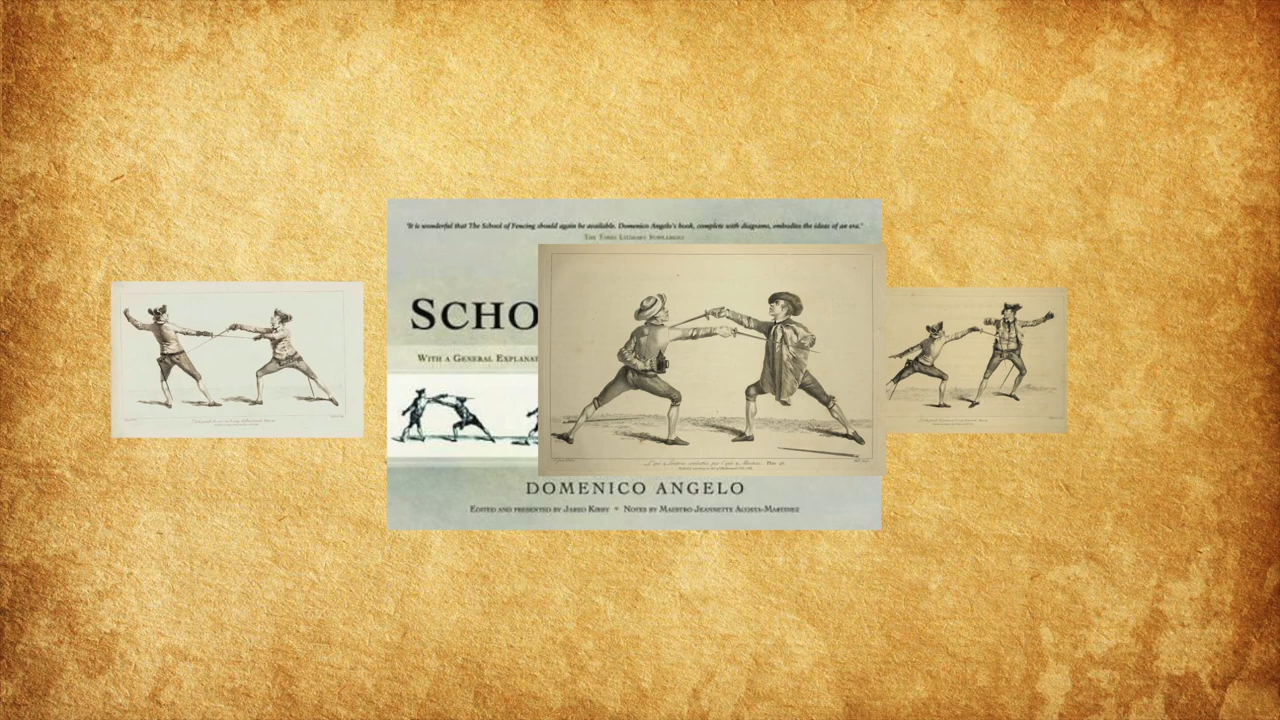 "It is wonderful that The School of Fencing should again be available. Domenico Angelo's book, complete with diagrams, embodies the ideas of an era."
The Times Literary Supplement
SCHO
With a General Explanat
DOMENICO ANGELO
Edited and presented by Jared Kirby • Notes by Maestro Jeannette Acosta-Martinez